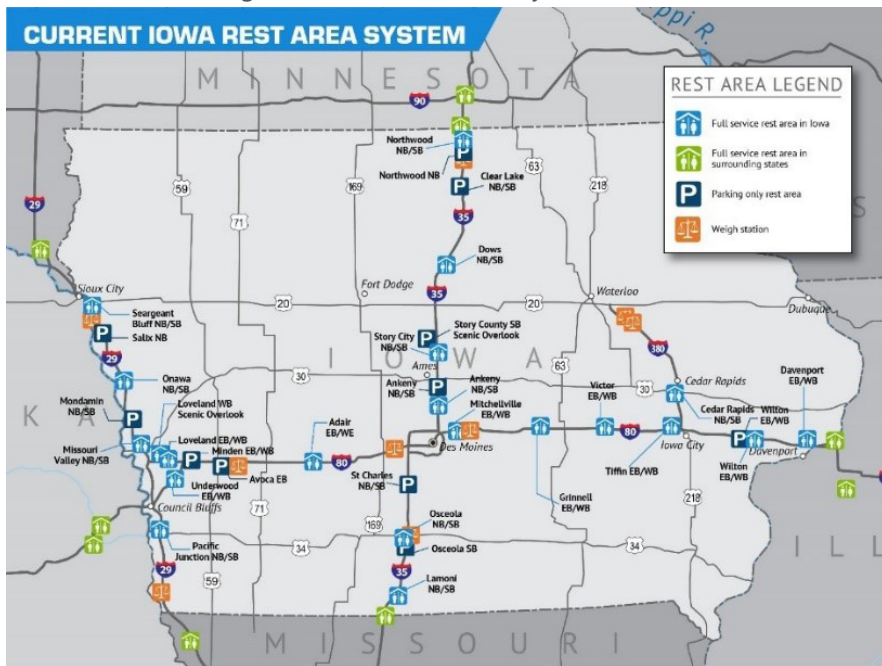 CURRENT IOWA REST AREA SYSTEM
ippi R.
MINNESOTA
REST AREA LEGEND
Full service rest area in Iowa
Full service rest area in
surrounding states
Parking only rest area
P
Weigh station
90
Northwood
NB/SB
P
Northwood NB
P
Clear Lake
NB/SB
59
71
169
63
218
29
35
Dows
NB/SB
Sioux City
Fort Dodge
35
Waterloo
20
20
Dubuque
Seargeant
Bluff NB/SB
P
Salix NB
29
P
Story County SB
Scenic Overlook
Story City
NB/SB
IOWA
380
Ames
30
63
30
Cedar Rapids
Onawa
NB/SB
Loveland WB
Scenic Overlook
Mondamin
NB/SB
P
Ankeny
NB/SB
P
Ankeny
NB/SB
Mitchellville
EB/WB
Victor
EB/WB
Cedar Rapids
NB/SB
Wilton
EB/WB
Davenport
EB/WB
KA
Missouri
Valley NB/SB
Loveland EB/WB
Minden EB/WB
P
P
Adair
EB/WE
80
Des Moines
80
Iowa City
P
Davenport
Underwood
EB/WB
Avoca EB
St Charles
NB/SB
P
Grinnell
EB/WB
Tiffin EB/WB
Wilton
EB/WB
Council Bluffs
71
169
218
Pacific
Junction NB/SB
34
Osceola
NB/SB
P
Osceola SB
34
ILL
29
59
35
Lamoni
NB/SB
MISSOURI
S